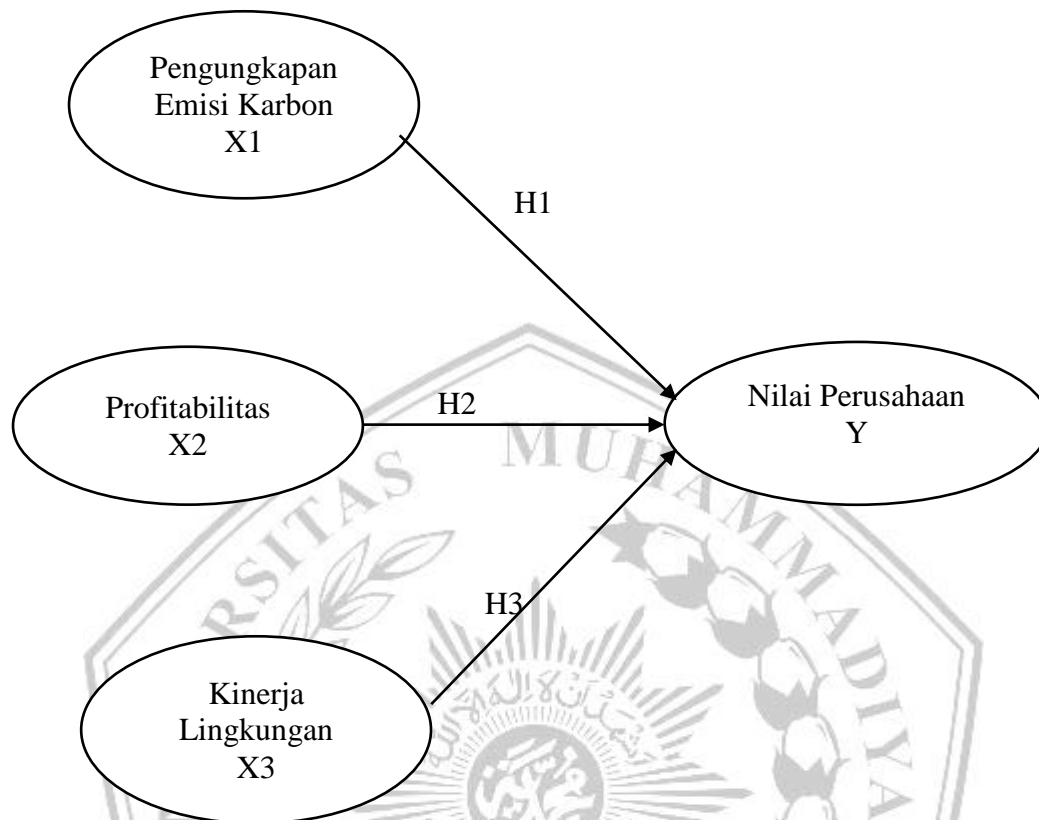 Pengungkapan
Emisi Karbon
X1
H1
Profitabilitas
X2
H2
Nilai Perusahaan
Y
H3
Kinerja
Lingkungan
X3
RSITAS MUHAMMADIYA